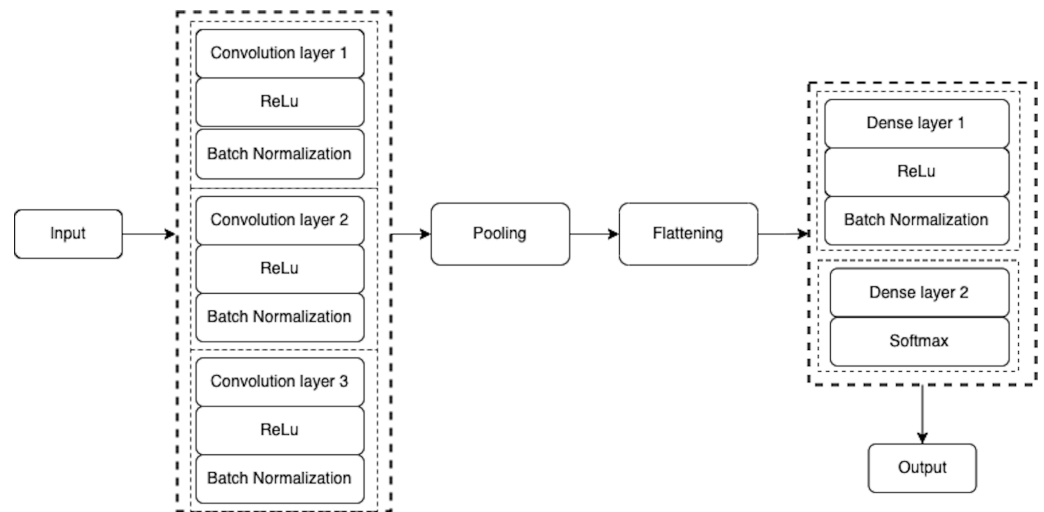 Input
Convolution layer 1
ReLu
Batch Normalization
Convolution layer 2
ReLu
Batch Normalization
Convolution layer 3
ReLu
Batch Normalization
Pooling
Flattening
Dense layer 1
ReLu
Batch Normalization
Dense layer 2
Softmax
Output